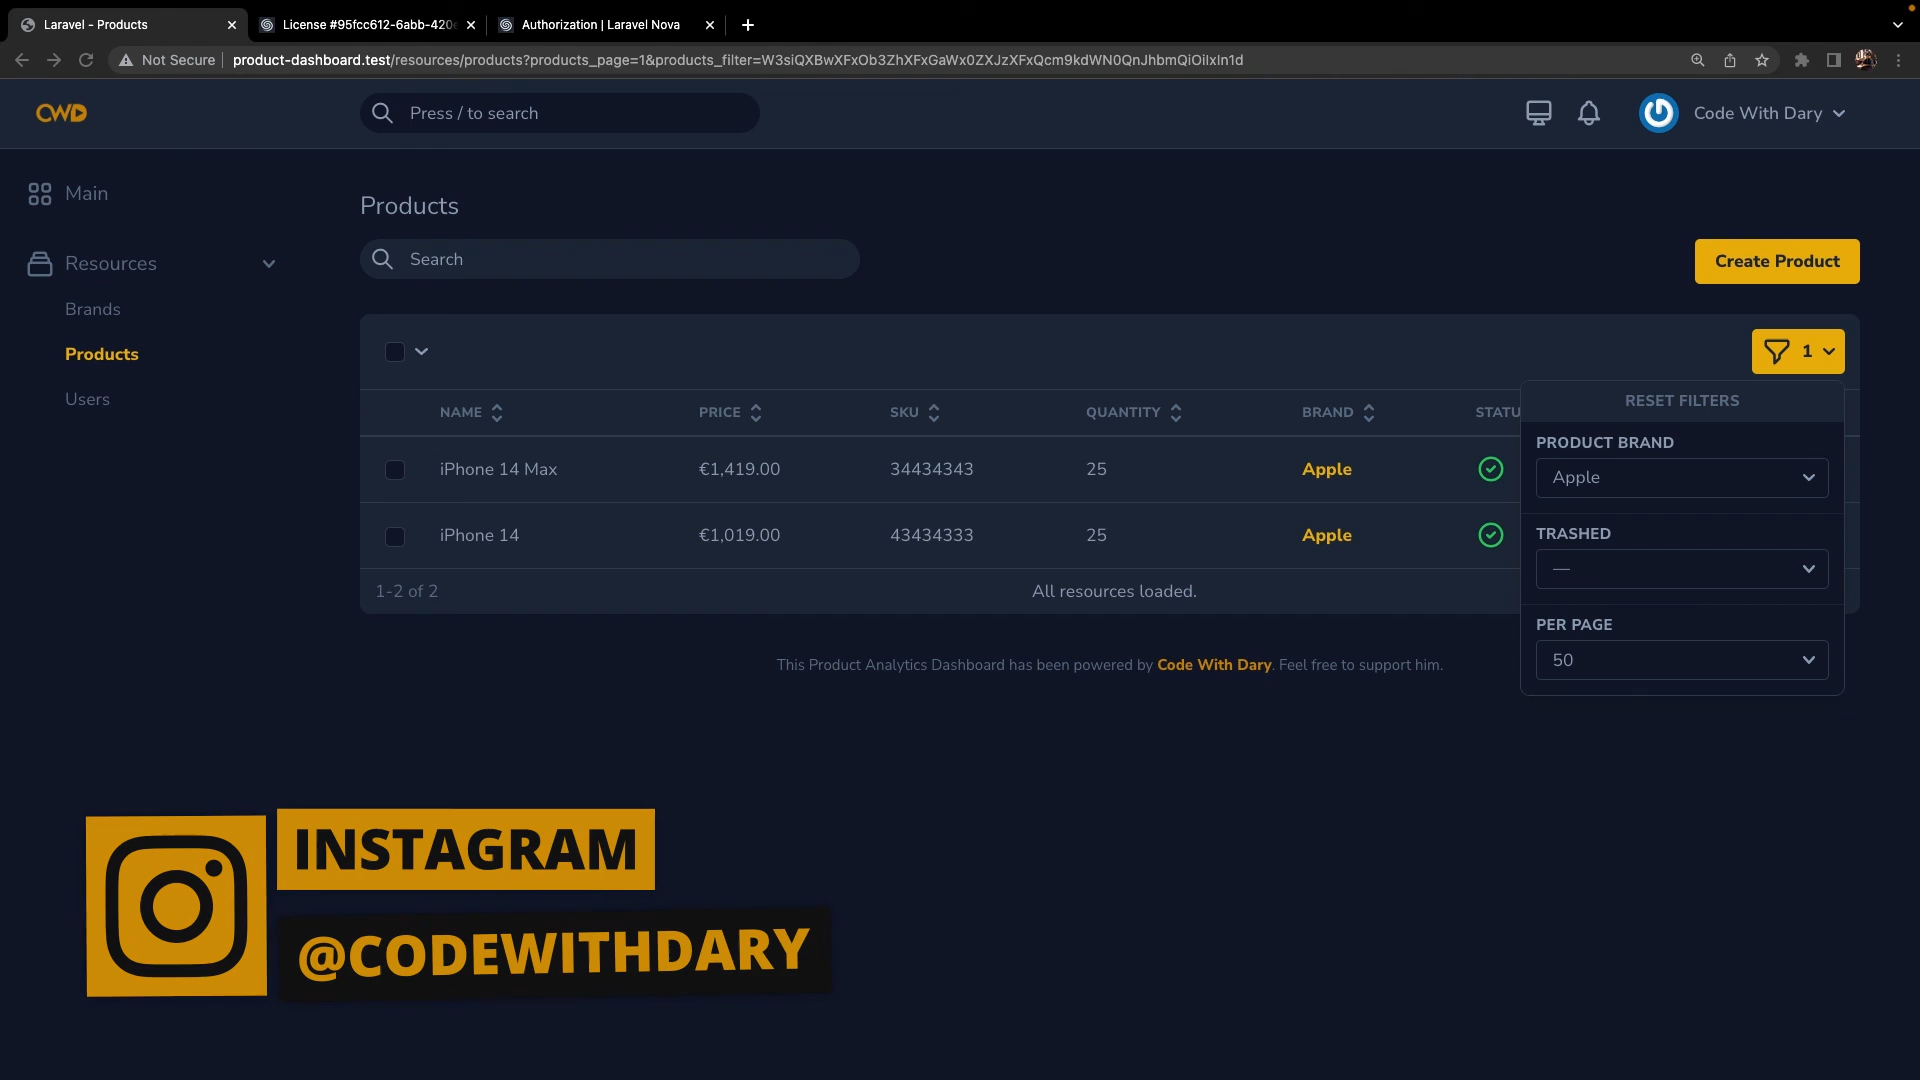 Laravel - Products
License #95fcc612-6abb-420
Authorization | Laravel Nova
Not Secure
product-dashboard.test/resources/products?products_page=1&products_filter=W3siQXBwXFxOb3ZhXFxGaWx0ZXJzXFxQcm9kdWN0QnJhbmQiOiIxIn1d
CWD
Press / to search
Code With Dary
Main
Resources
Brands
Products
Users
Products
Search
Create Product
1
NAME
PRICE
SKU
QUANTITY
BRAND
STATU
iPhone 14 Max
€1,419.00
34434343
25
Apple
iPhone 14
€1,019.00
43434333
25
Apple
1-2 of 2
All resources loaded.
RESET FILTERS
PRODUCT BRAND
Apple
TRASHED
—
PER PAGE
50
This Product Analytics Dashboard has been powered by Code With Dary. Feel free to support him.
INSTAGRAM
@CODEWITHDARY